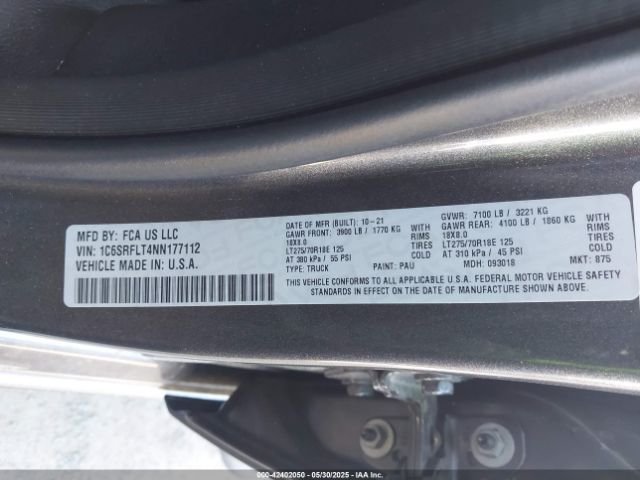 MFD BY: FCA US LLC
VIN: 1C6SRFLT4NN177112
VEHICLE MADE IN U.S.A.
DATE OF MFR (BUILT): 10-21
GAWR FRONT: 3900 LB / 1770 KG WITH
18X8.0 RIMS
LT275/70R18E 125
AT 380 kPa / 55 PSI COLD
TYPE: TRUCK PAINT: PAU
GVWR: 7100 LB / 3221 KG
GAWR REAR: 4100 LB / 1860 KG WITH
18X8.0 RIMS
LT275/70R18E 125
AT 310 kPa / 45 PSI COLD
MDH: 093018 MKT: 875
THIS VEHICLE CONFORMS TO ALL APPLICABLE U.S.A. FEDERAL MOTOR VEHICLE SAFETY
STANDARDS IN EFFECT ON THE DATE OF MANUFACTURE SHOWN ABOVE.
000-42402050 - 05/30/2025 - COPART